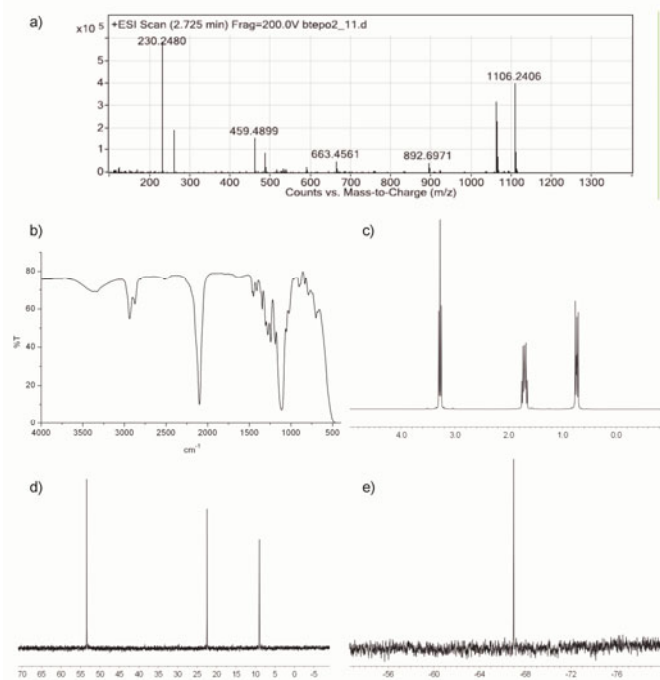 a)
+ESI Scan (2.725 min) Frag=200.0V btepo2_11.d
x10 5
230.2480
1106.2406
459.4899
663.4561
892.6971
6
5
4
3
2
1
0
200 300 400 500 600 700 800 900 1000 1100 1200 1300
Counts vs. Mass-to-Charge (m/z)
b)
c)
80
60
40
20
0
%T
4000 3500 3000 2500 2000 1500 1000 500
cm-1
4.0 3.0 2.0 1.0 0.0
d)
e)
70 65 60 55 50 45 40 35 30 25 20 15 10 5 0 -5
-56 -60 -64 -68 -72 -76